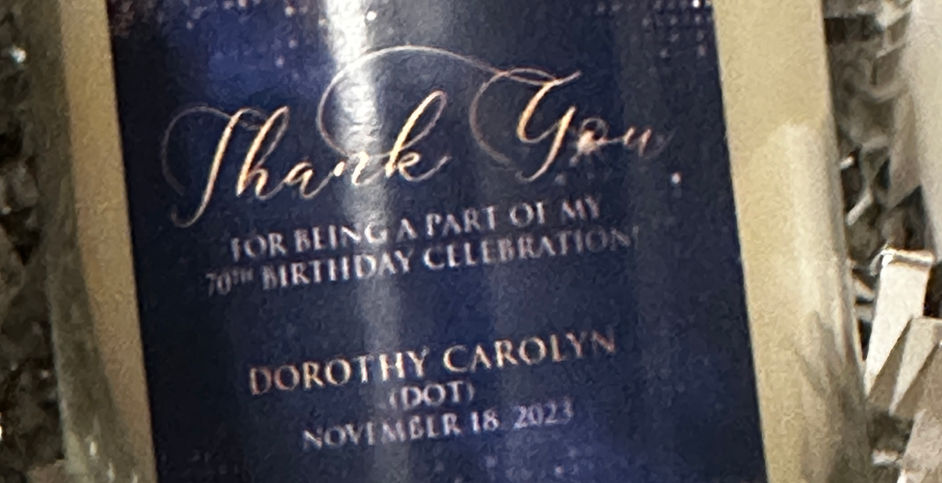 Thank You
FOR BEING A PART OF MY
70TH BIRTHDAY CELEBRATION!
DOROTHY CAROLYN
(DOT)
NOVEMBER 18, 2023